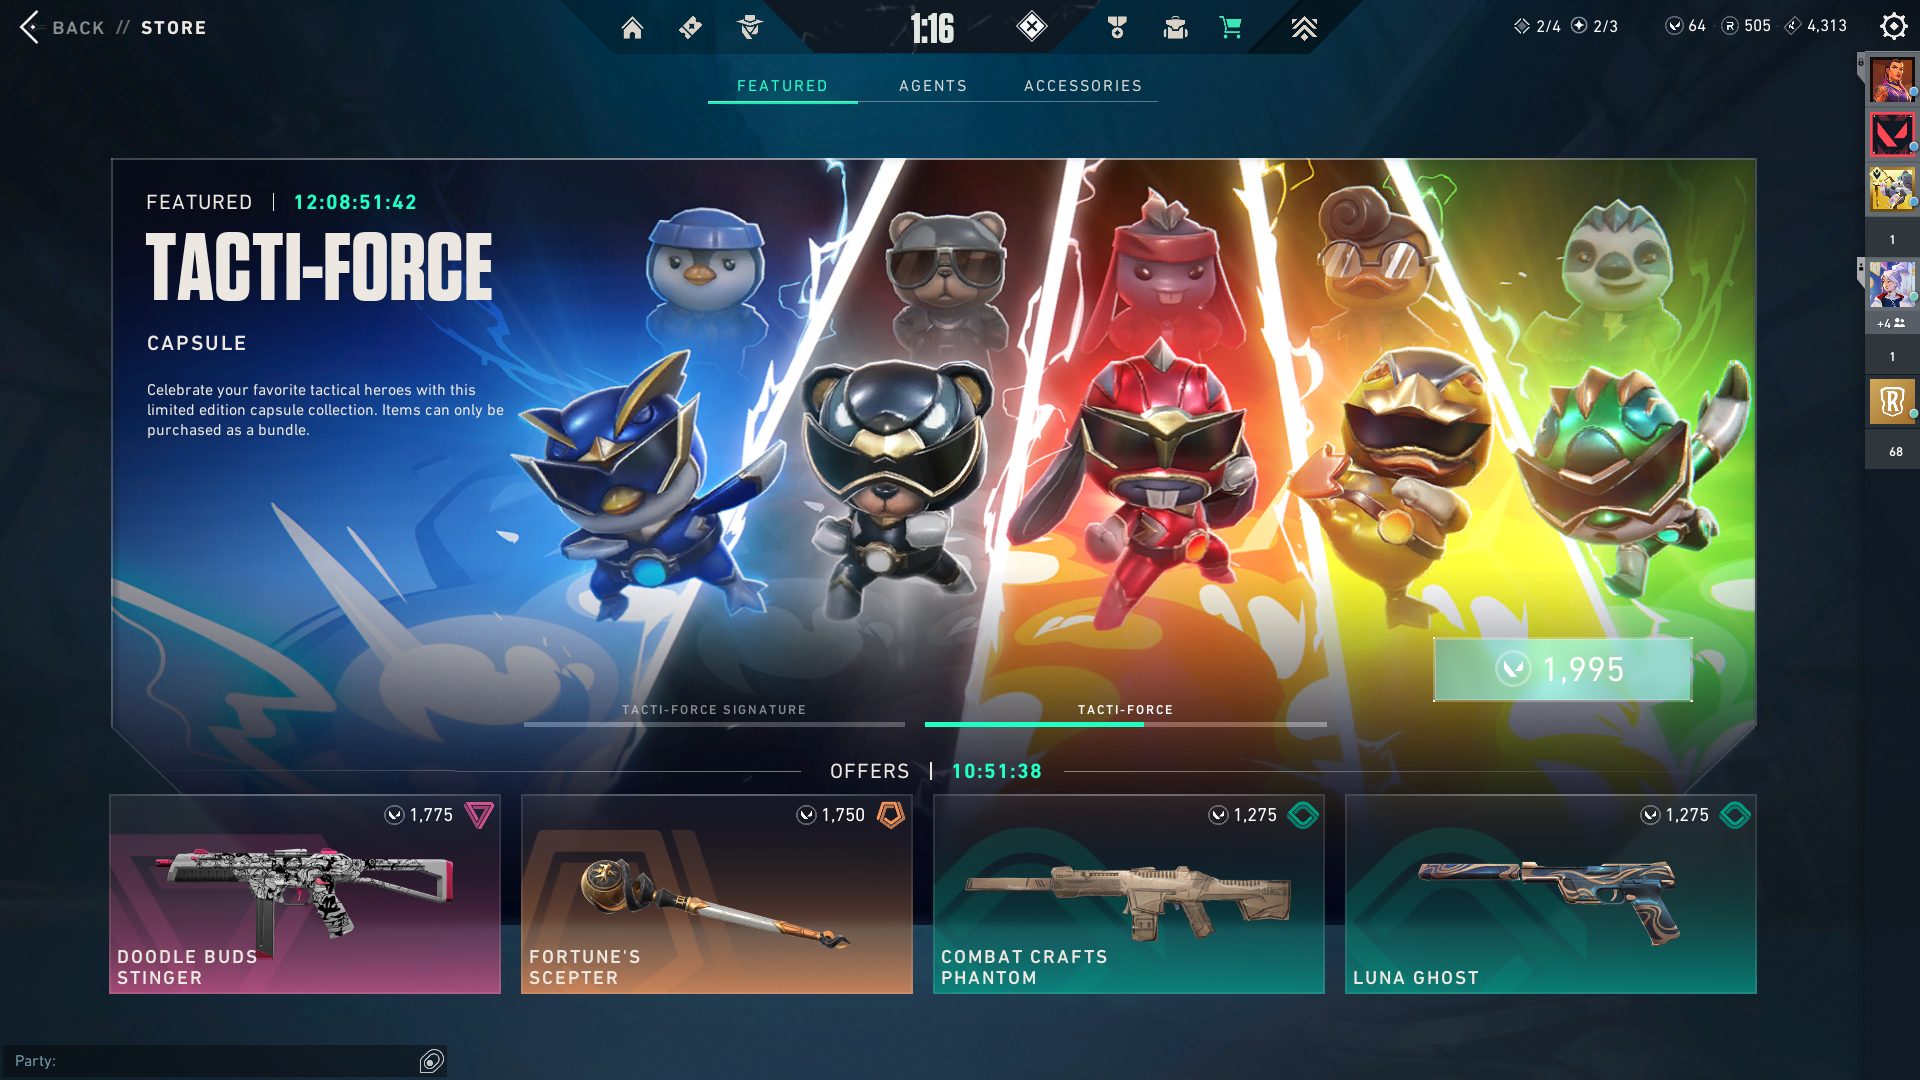 BACK // STORE
1:16
2/4
2/3
64
505
4,313
FEATURED
AGENTS
ACCESSORIES
FEATURED | 12:08:51:42
TACTI-FORCE
CAPSULE
Celebrate your favorite tactical heroes with this
limited edition capsule collection. Items can only be
purchased as a bundle.
1,995
TACTI-FORCE SIGNATURE
TACTI-FORCE
OFFERS | 10:51:38
1,775
DOODLE BUDS
STINGER
1,750
FORTUNE'S
SCEPTER
1,275
COMBAT CRAFTS
PHANTOM
1,275
LUNA GHOST
1
+4
1
R
68
Party: